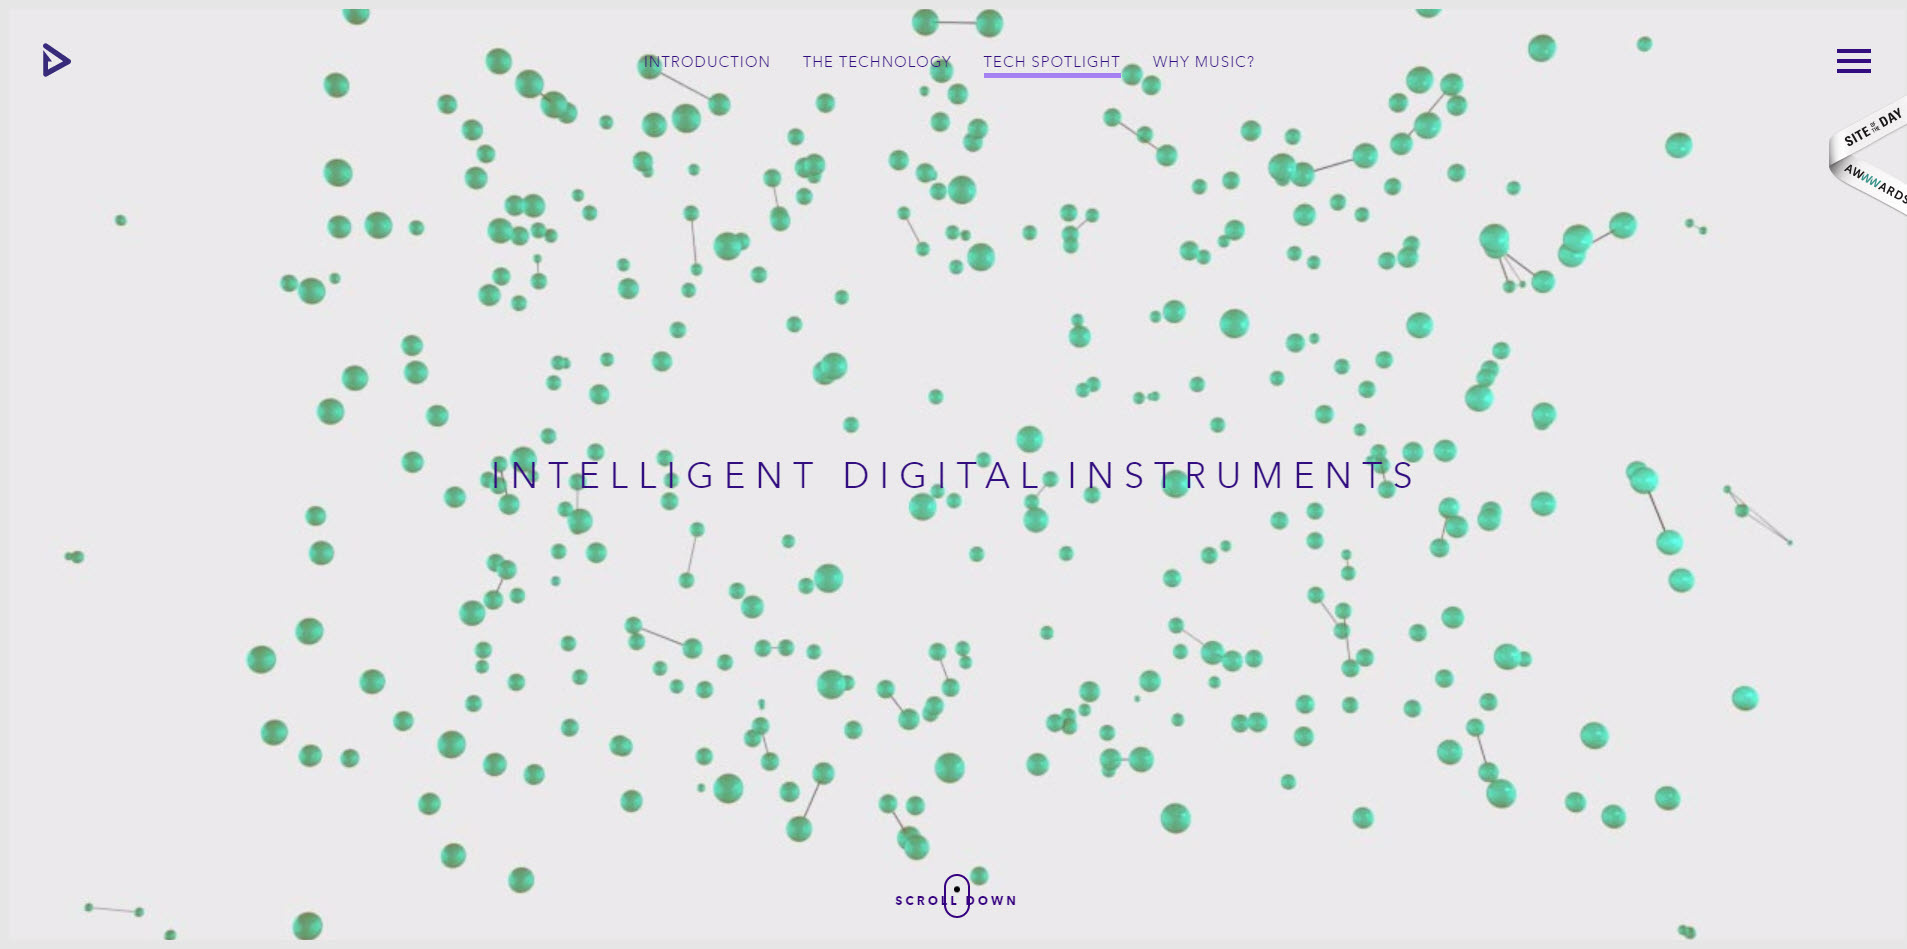 INTRODUCTION THE TECHNOLOGY TECH SPOTLIGHT WHY MUSIC?
SITE OF THE DAY
AWWWARDS
INTELLIGENT DIGITAL INSTRUMENTS
SCROLL DOWN